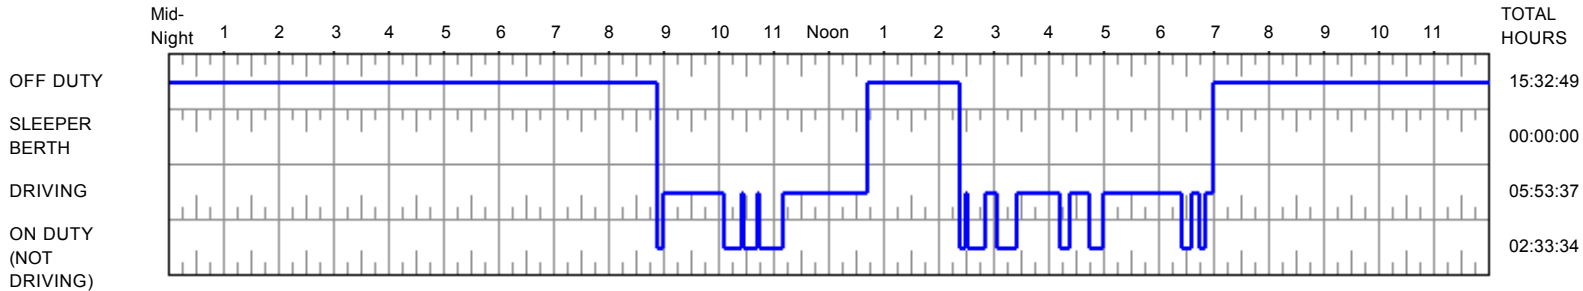 Mid-
Night 1 2 3 4 5 6 7 8 9 10 11 Noon 1 2 3 4 5 6 7 8 9 10 11
TOTAL
HOURS
OFF DUTY 15:32:49
SLEEPER
BERTH 00:00:00
DRIVING 05:53:37
ON DUTY
(NOT
DRIVING) 02:33:34